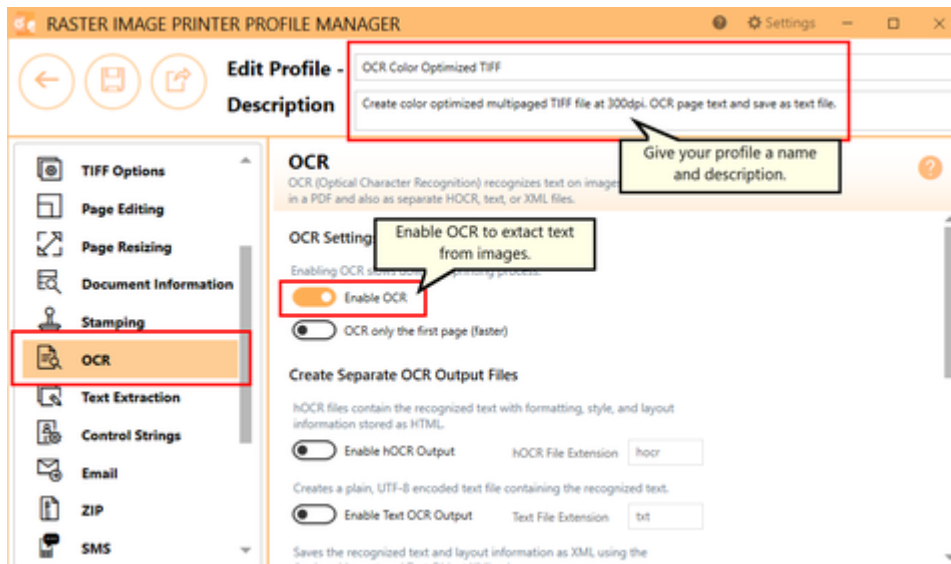 RASTER IMAGE PRINTER PROFILE MANAGER
Settings
Edit Profile - OCR Color Optimized TIFF
Description Create color optimized multipaged TIFF file at 300dpi. OCR page text and save as text file.
Give your profile a name
and description.
TIFF Options
Page Editing
Page Resizing
Document Information
Stamping
OCR
Text Extraction
Control Strings
Email
ZIP
SMS
OCR
OCR (Optical Character Recognition) recognizes text on
in a PDF and also as separate HOCR, text, or XML files.
OCR
Enable OCR to extact text
from images.
Enabling OCR printing process.
Enable OCR
OCR only the first page (faster)
Create Separate OCR Output Files
hOCR files contain the recognized text with formatting, style, and layout
information stored as HTML.
Enable hOCR Output hOCR File Extension hocr
Creates a plain, UTF-8 encoded text file containing the recognized text.
Enable Text OCR Output Text File Extension txt
Saves the recognized text and layout information as XML, using the